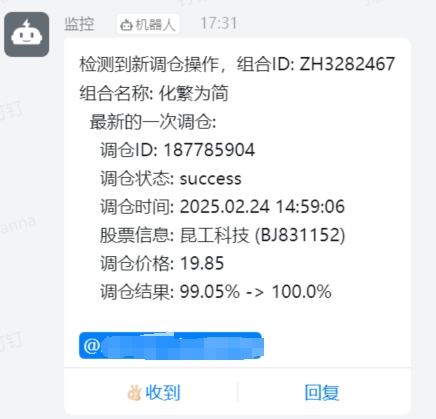 监控 机器人 17:31
检测到新调仓操作，组合ID: ZH3282467
组合名称: 化繁为简
最新的一次调仓:
调仓ID: 187785904
调仓状态: success
调仓时间: 2025.02.24 14:59:06
股票信息: 昆工科技 (BJ831152)
调仓价格: 19.85
调仓结果: 99.05% -> 100.0%
@
收到 回复